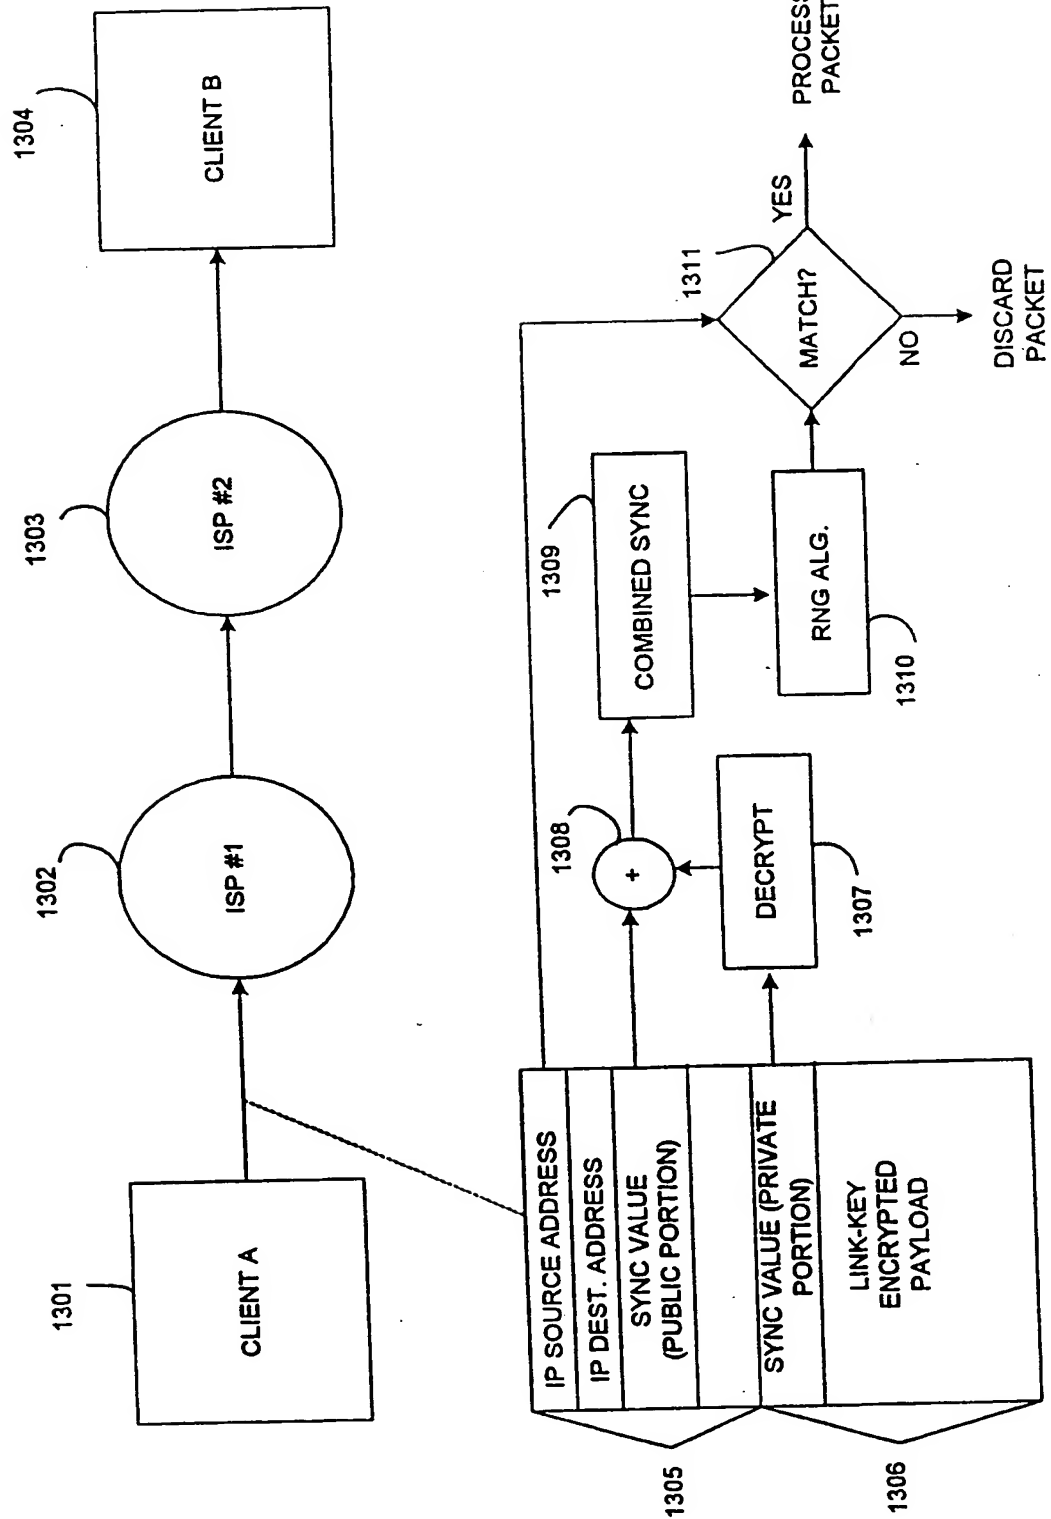 1301
CLIENT A
1302
ISP #1
1303
ISP #2
1304
CLIENT B
IP SOURCE ADDRESS
IP DEST. ADDRESS
SYNC VALUE
(PUBLIC PORTION)
SYNC VALUE (PRIVATE
PORTION)
LINK-KEY
ENCRYPTED
PAYLOAD
1305
1306
1308
+
DECRYPT
1307
1309
COMBINED SYNC
RNG ALG.
1310
1311
MATCH?
YES
NO
PROCESS
PACKET
DISCARD
PACKET